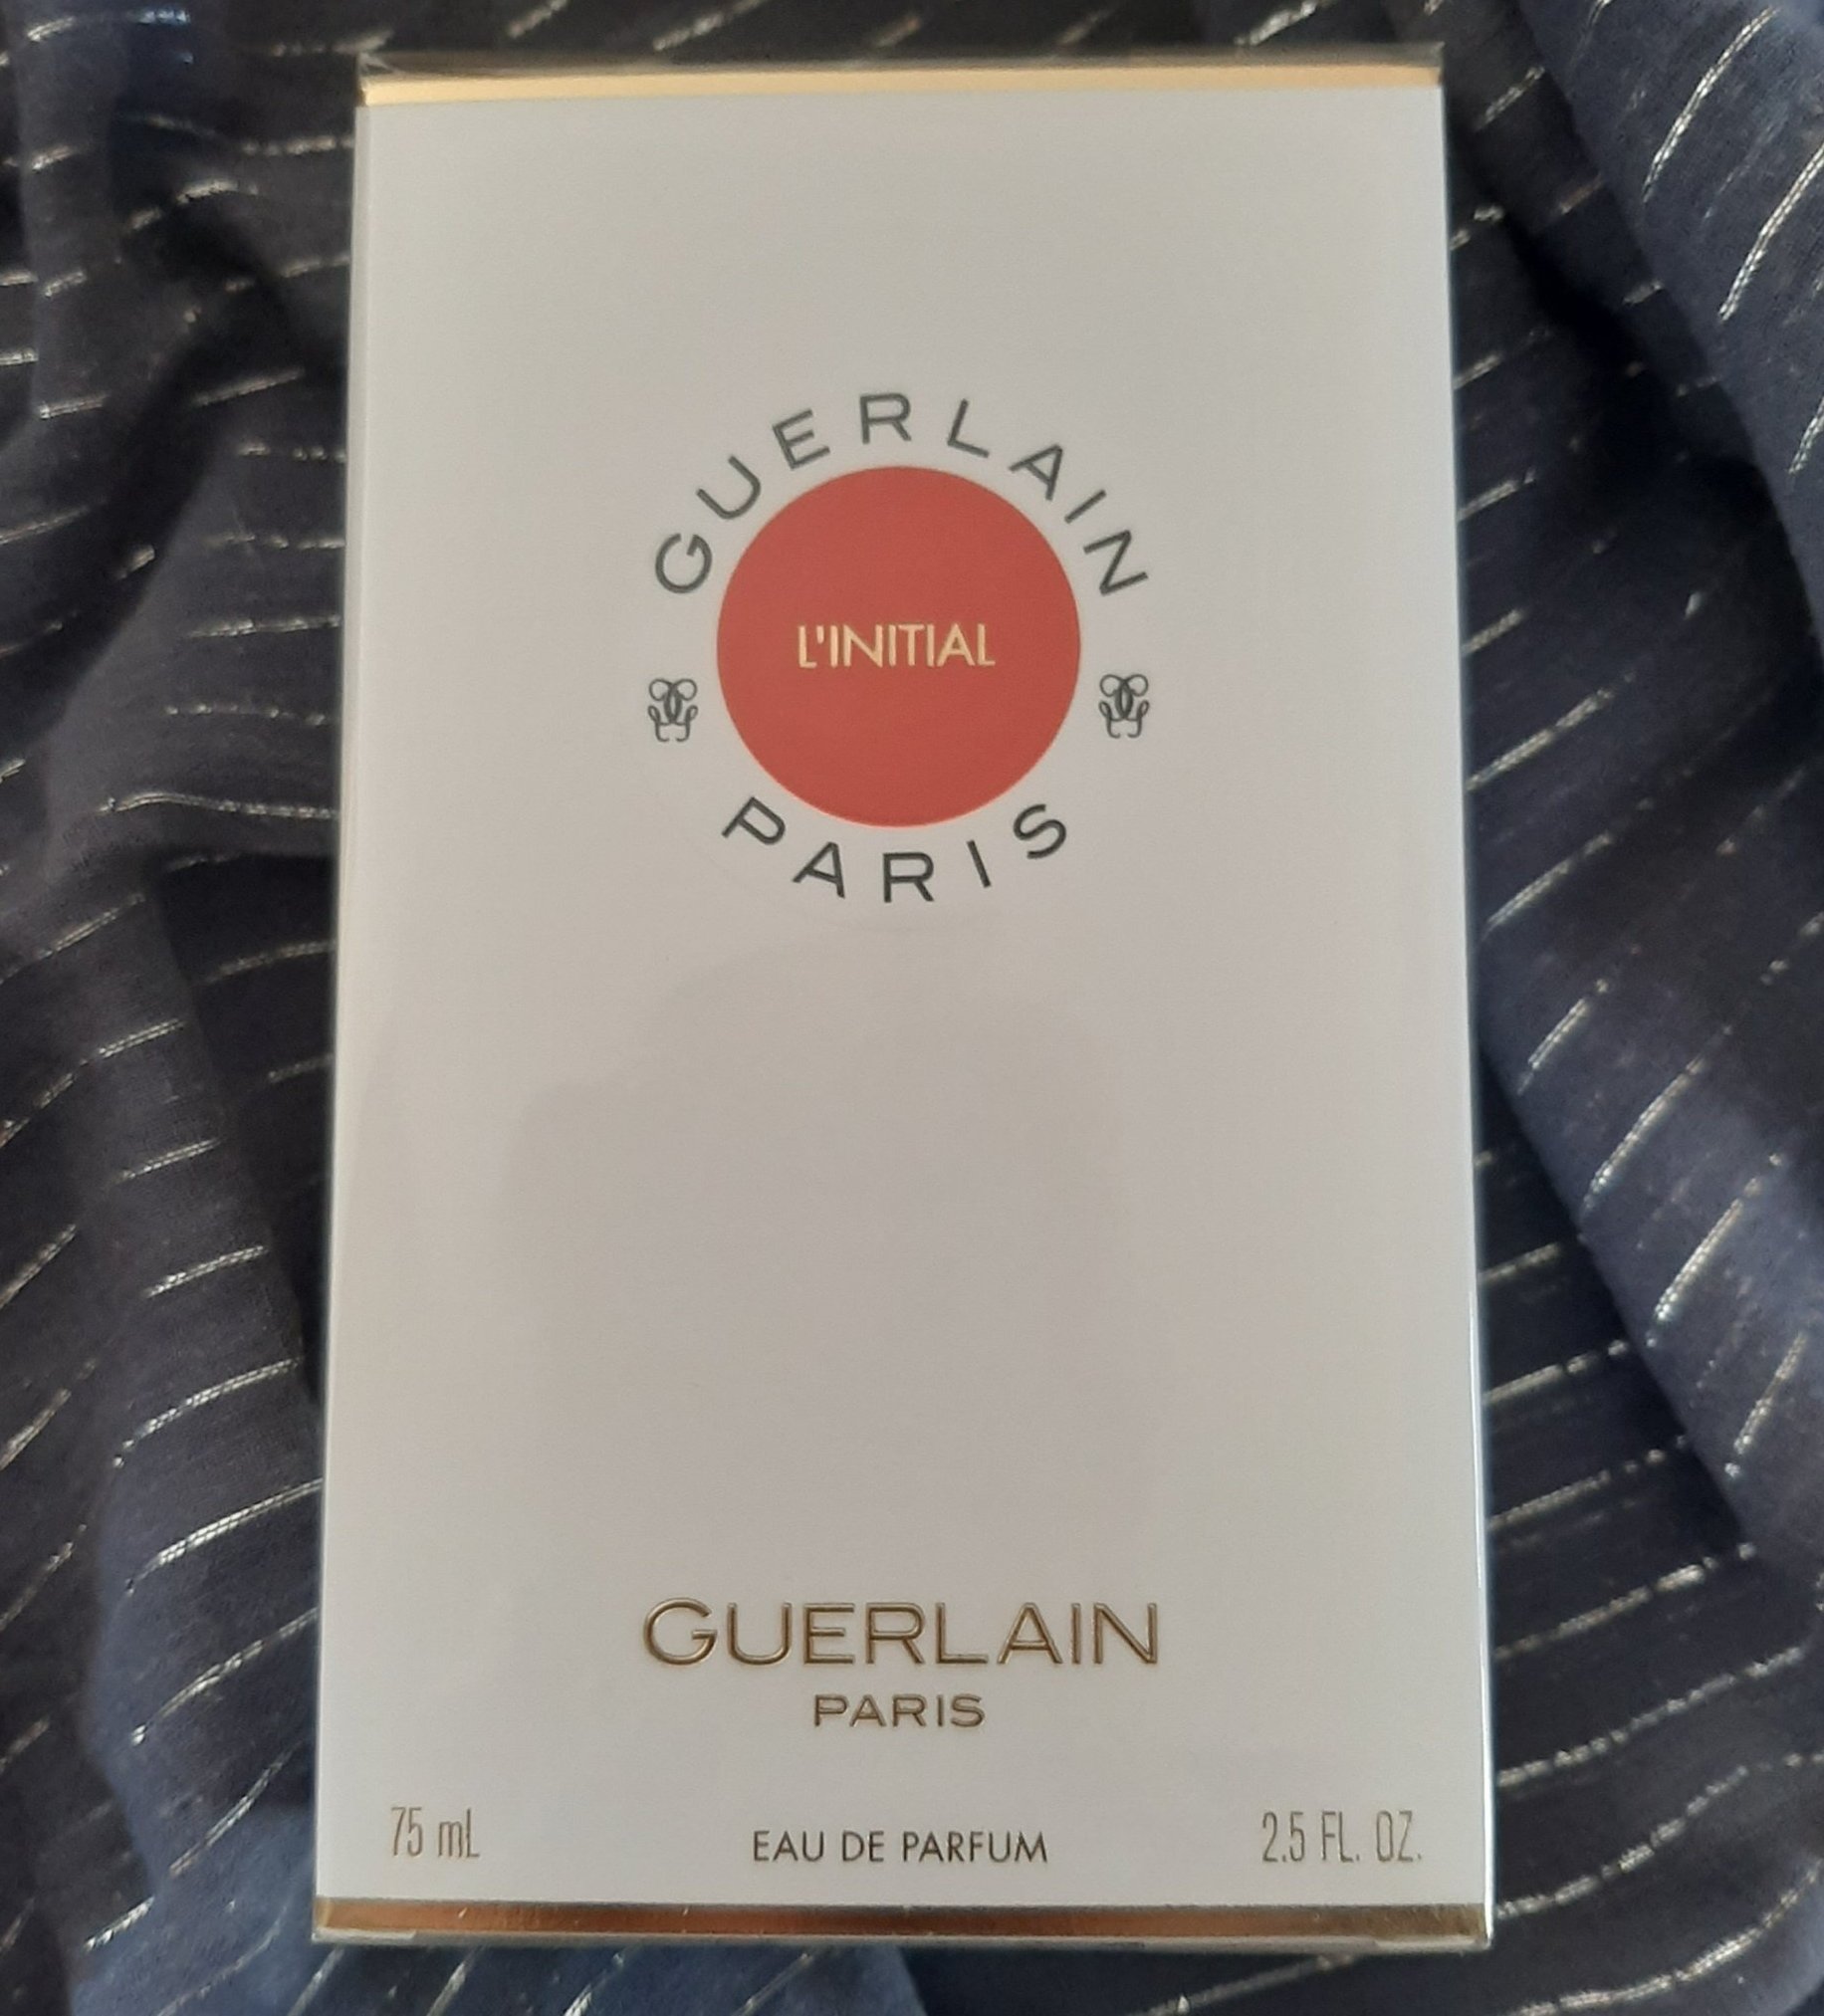 GUERLAIN
L'INITIAL
PARIS
GUERLAIN
PARIS
75 mL EAU DE PARFUM 2.5 FL. OZ.